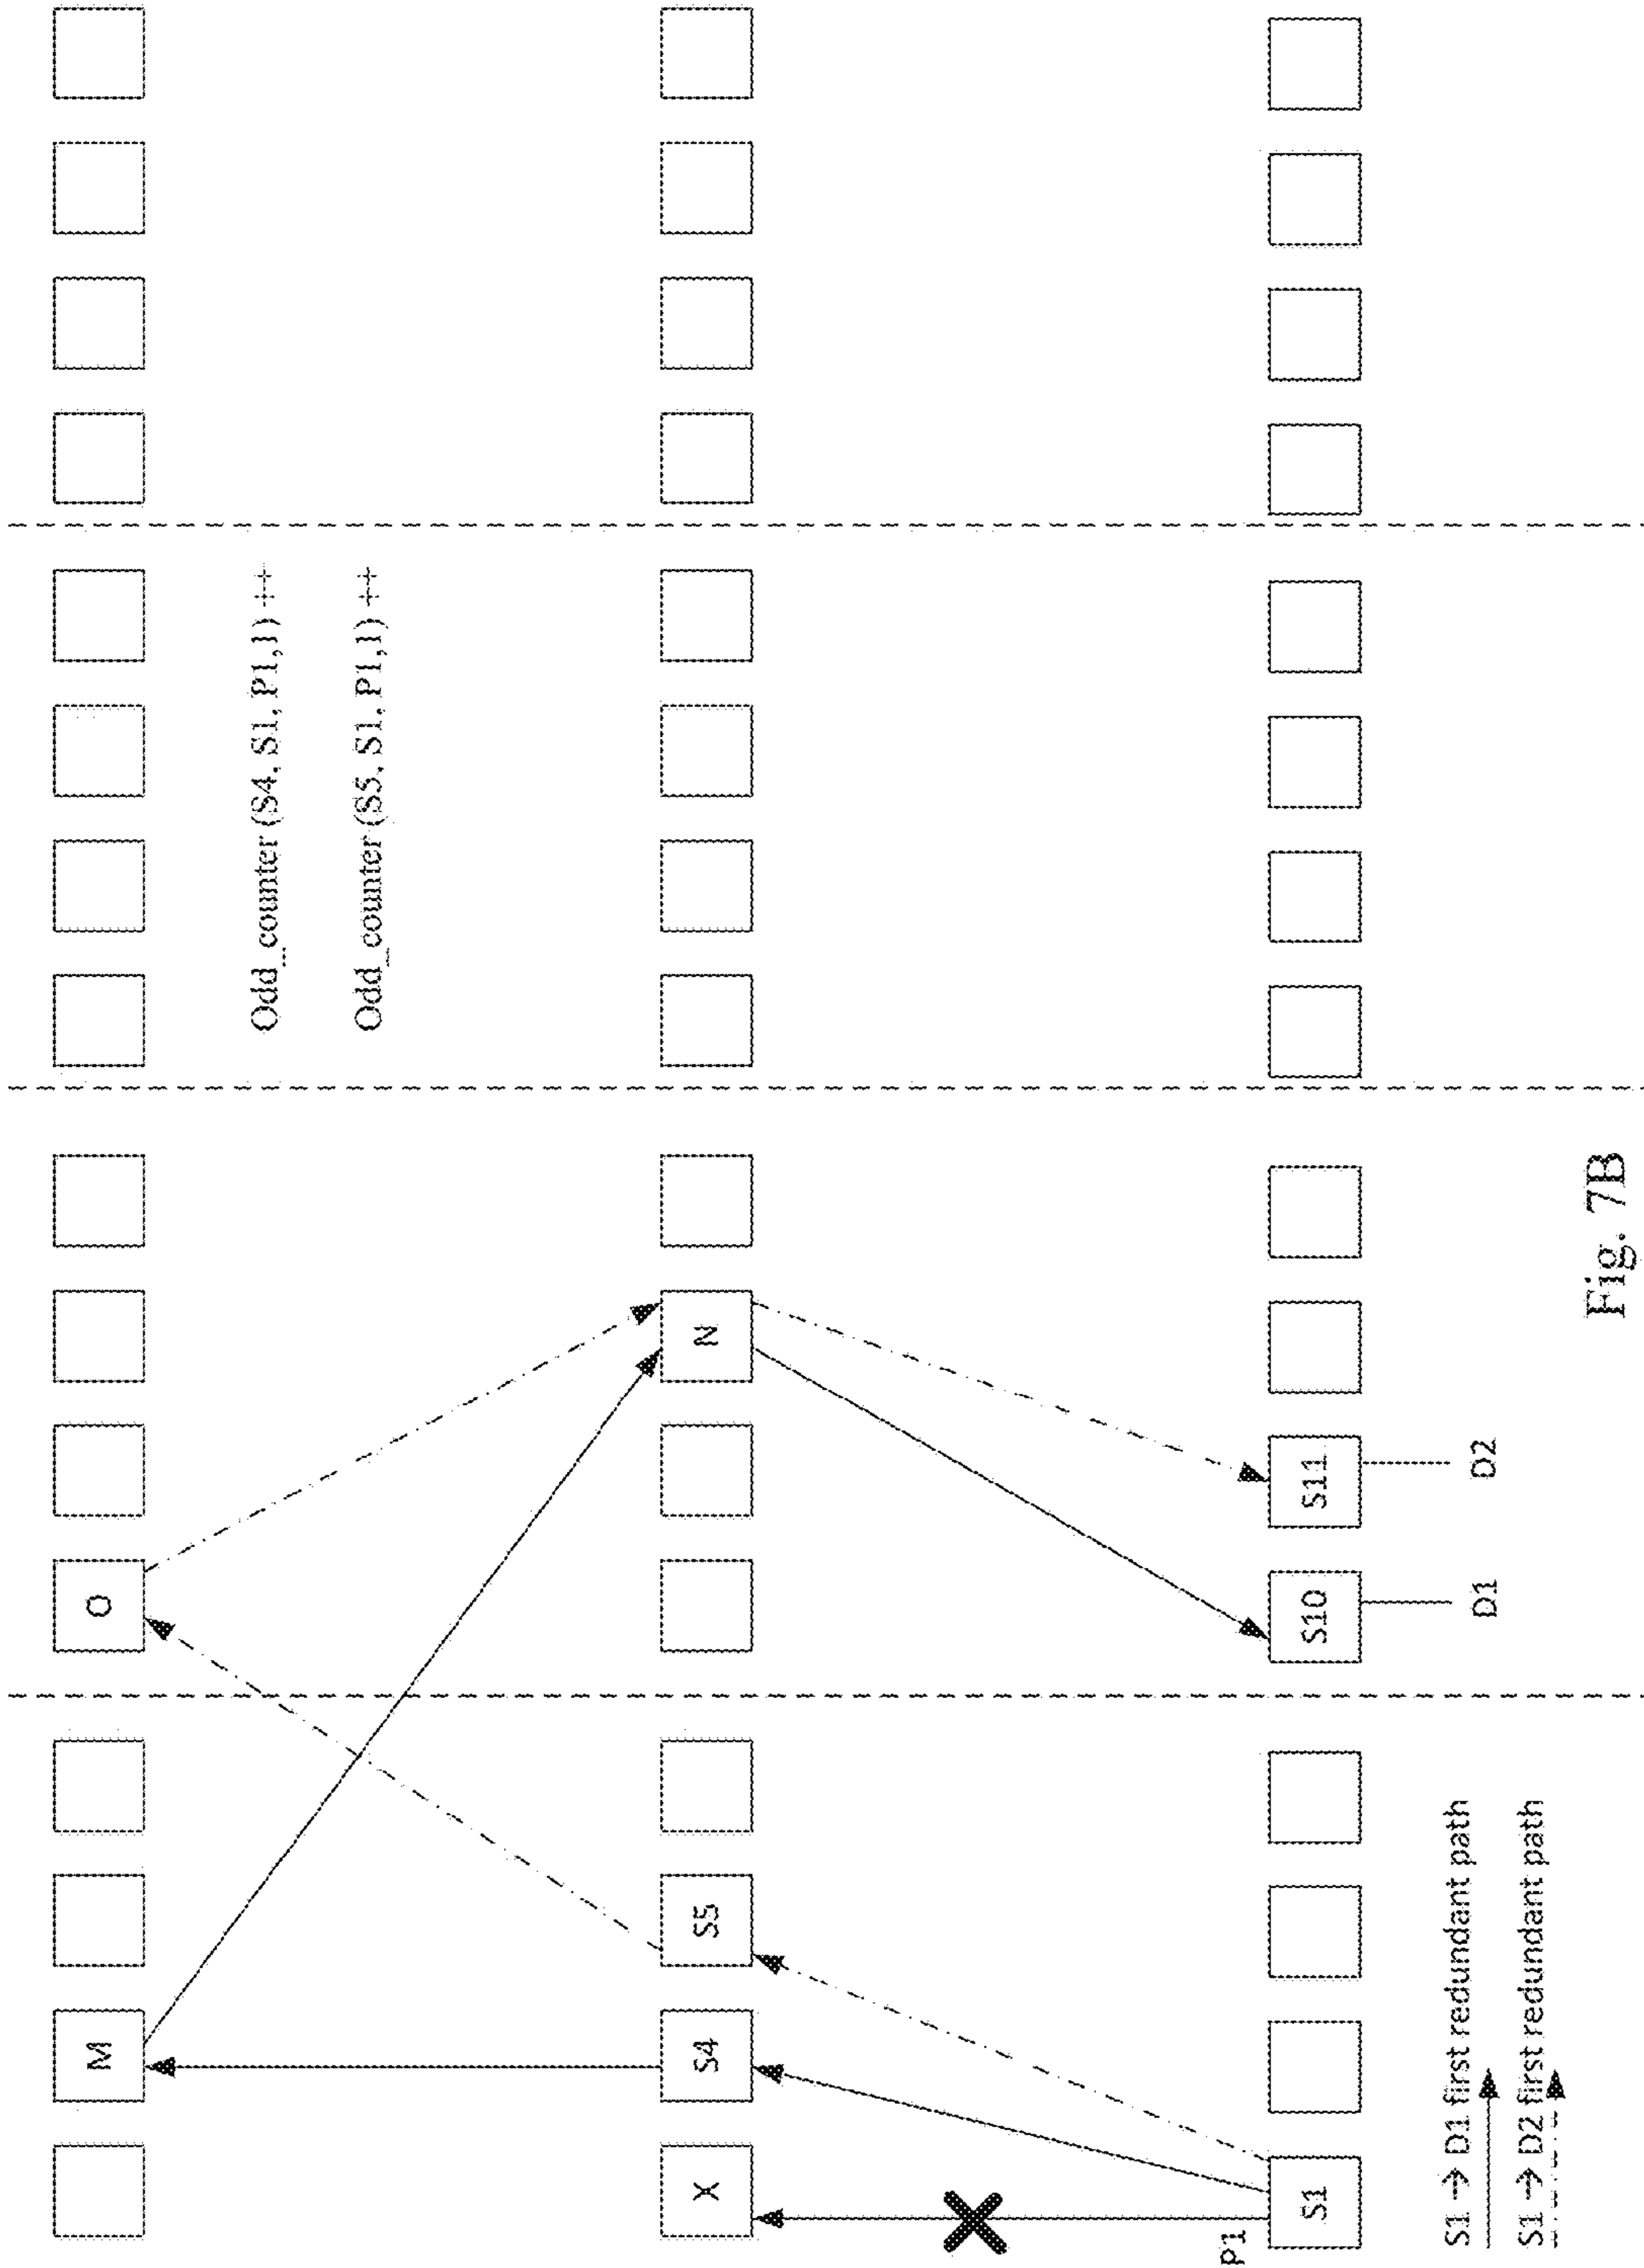 M
O
Odd_counter (S4, S1, P1,1) ++
Odd_counter (S5, S1, P1,1) ++
X
S4
S5
N
P1
S1
S10
S11
D1
D2
S1 → D1 first redundant path
S1 → D2 first redundant path
Fig. 7B